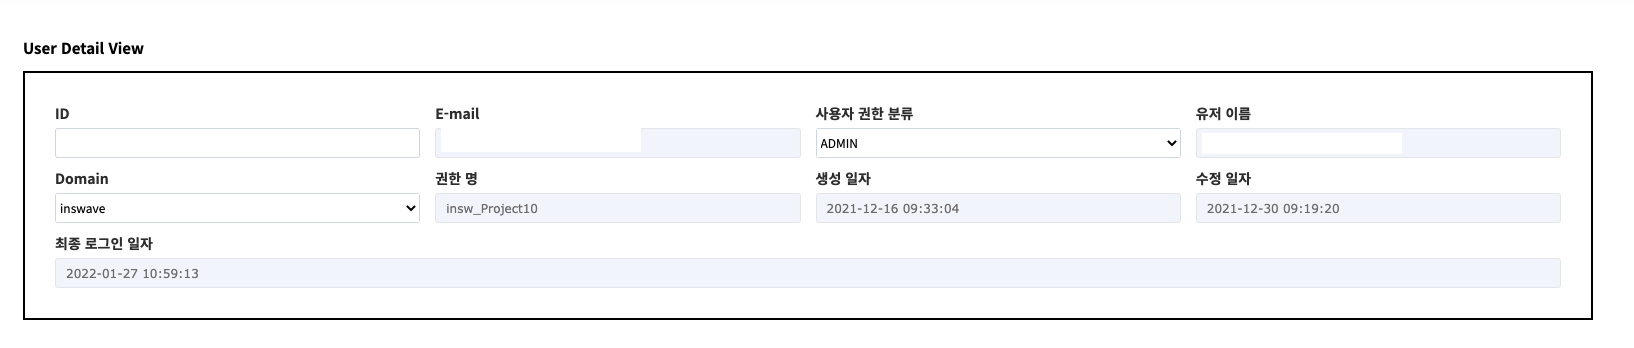 User Detail View
ID E-mail 사용자 권한 분류 유저 이름
ADMIN
Domain 권한 명 생성 일자 수정 일자
inswave insw_Project10 2021-12-16 09:33:04 2021-12-30 09:19:20
최종 로그인 일자
2022-01-27 10:59:13